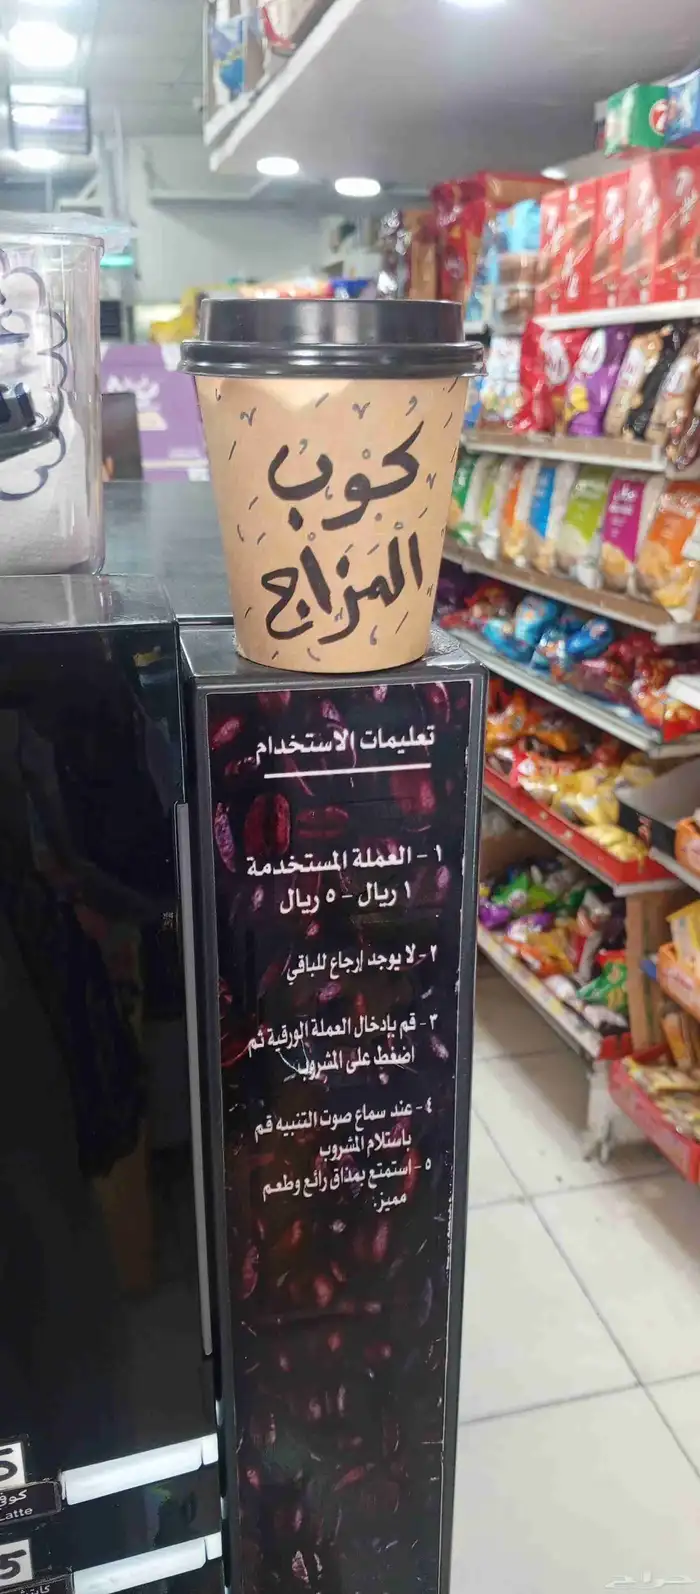 كوب
المزاج
تعليمات الاستخدام
١- العملة المستخدمة
١ ريال - ٥ ريال
٢- لا يوجد إرجاع للباقي
٣- قم بإدخال العملة الورقية ثم
اضغط على المشروب
٤- عند سماع صوت التنبيه قم
باستلام المشروب
٥- استمتع بمذاق رائع وطعم
مميز.
5
Latte
5
حراج